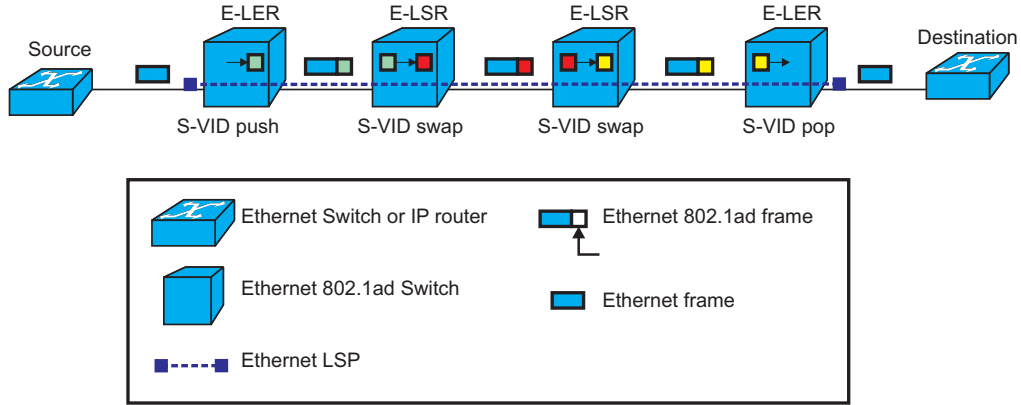 E-LER
E-LSR
E-LSR
E-LER
Source
Destination
S-VID push
S-VID swap
S-VID swap
S-VID pop
Ethernet Switch or IP router
Ethernet 802.1ad frame
Ethernet 802.1ad Switch
Ethernet frame
Ethernet LSP